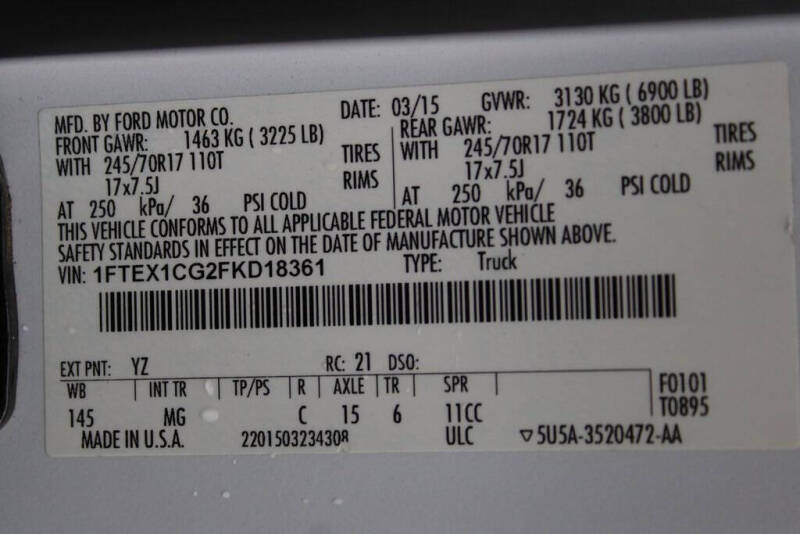 MFD. BY FORD MOTOR CO. DATE: 03/15 GVWR: 3130 KG ( 6900 LB)
FRONT GAWR: 1463 KG ( 3225 LB) REAR GAWR: 1724 KG ( 3800 LB)
WITH 245/70R17 110T TIRES WITH 245/70R17 110T TIRES
17x7.5J RIMS 17x7.5J RIMS
AT 250 kPa/ 36 PSI COLD AT 250 kPa/ 36 PSI COLD
THIS VEHICLE CONFORMS TO ALL APPLICABLE FEDERAL MOTOR VEHICLE
SAFETY STANDARDS IN EFFECT ON THE DATE OF MANUFACTURE SHOWN ABOVE.
VIN: 1FTEX1CG2FKD18361 TYPE: Truck
EXT PNT: YZ RC: 21 DSO:
WB INT TR TP/PS R AXLE TR SPR F0101
145 MG C 15 6 11CC T0895
MADE IN U.S.A. 2201503234308 ULC ▽5U5A-3520472-AA